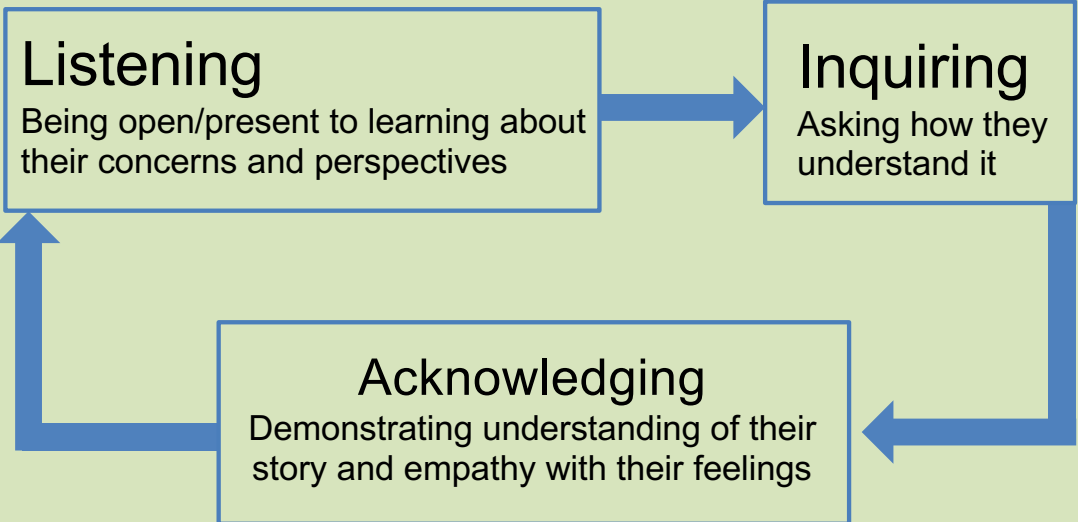 Listening
Being open/present to learning about
their concerns and perspectives
Inquiring
Asking how they
understand it
Acknowledging
Demonstrating understanding of their
story and empathy with their feelings